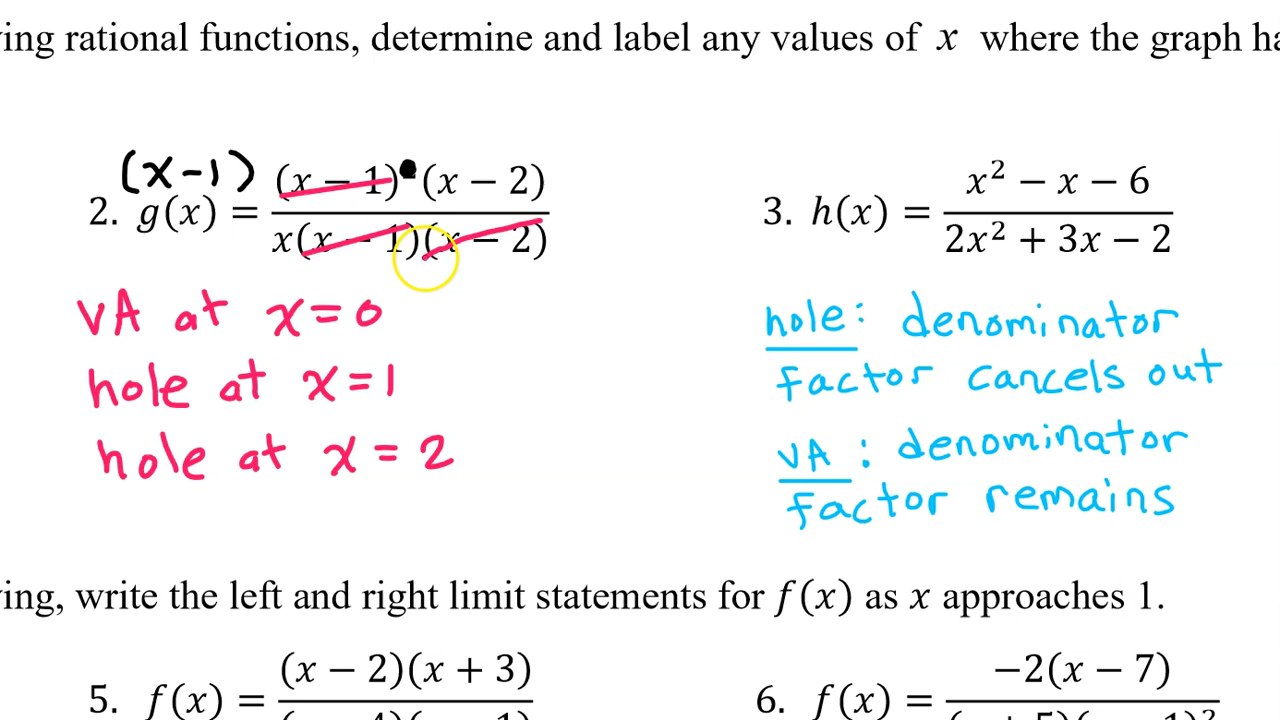 ving rational functions, determine and label any values of x where the graph ha
(x-1) (x − 1)•(x − 2)
2. g(x) = 
x(x − 1)(x − 2)
VA at x=0
hole at x=1
hole at x = 2
x² − x − 6
3. h(x) = 
2x² + 3x − 2
hole: denominator
factor cancels out
VA : denominator
factor remains
ving, write the left and right limit statements for f(x) as x approaches 1.
(x − 2)(x + 3)
5. f(x) = 
−2(x − 7)
6. f(x) =